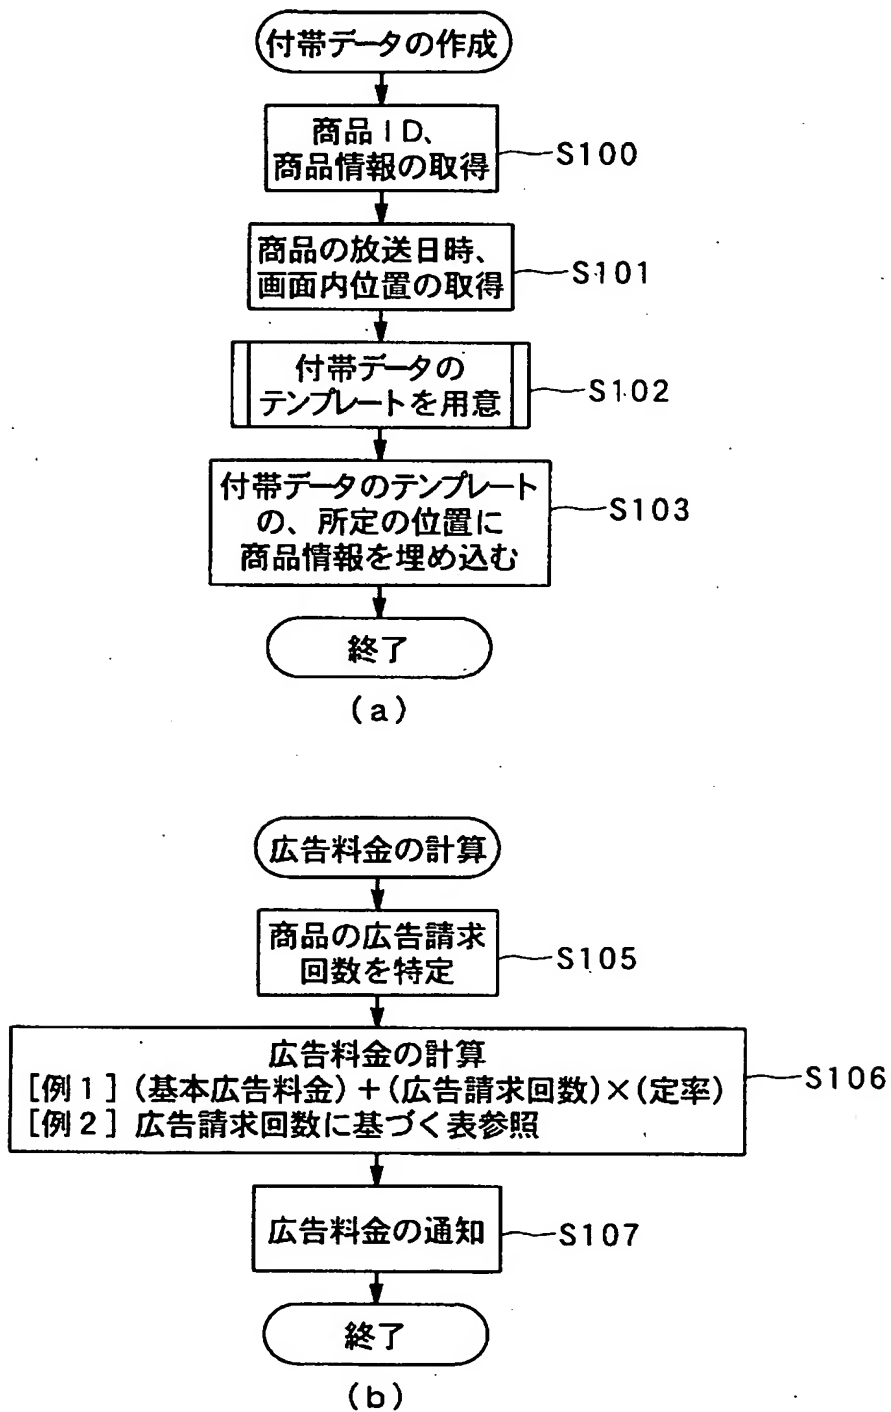 付帯データの作成
商品ID、
商品情報の取得
S100
商品の放送日時、
画面内位置の取得
S101
付帯データの
テンプレートを用意
S102
付帯データのテンプレート
の、所定の位置に
商品情報を埋め込む
S103
終了
(a)
広告料金の計算
商品の広告請求
回数を特定
S105
広告料金の計算
[例1](基本広告料金)+(広告請求回数)×(定率)
[例2]広告請求回数に基づく表参照
S106
広告料金の通知
S107
終了
(b)